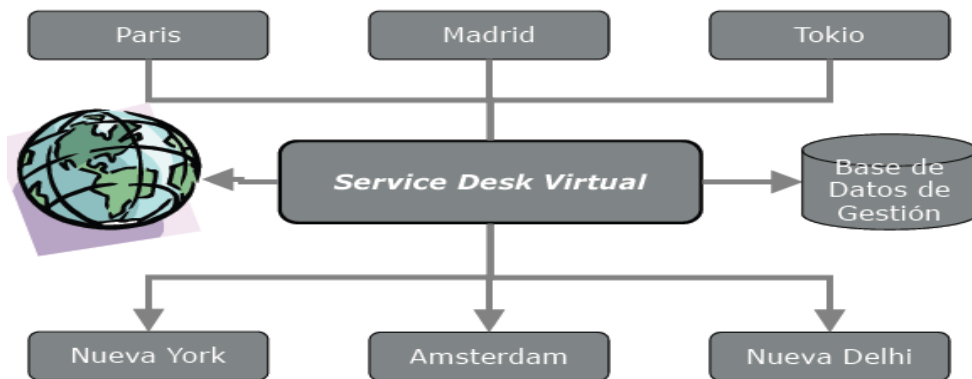 Paris
Madrid
Tokio
Service Desk Virtual
Base de
Datos de
Gestión
Nueva York
Amsterdam
Nueva Delhi